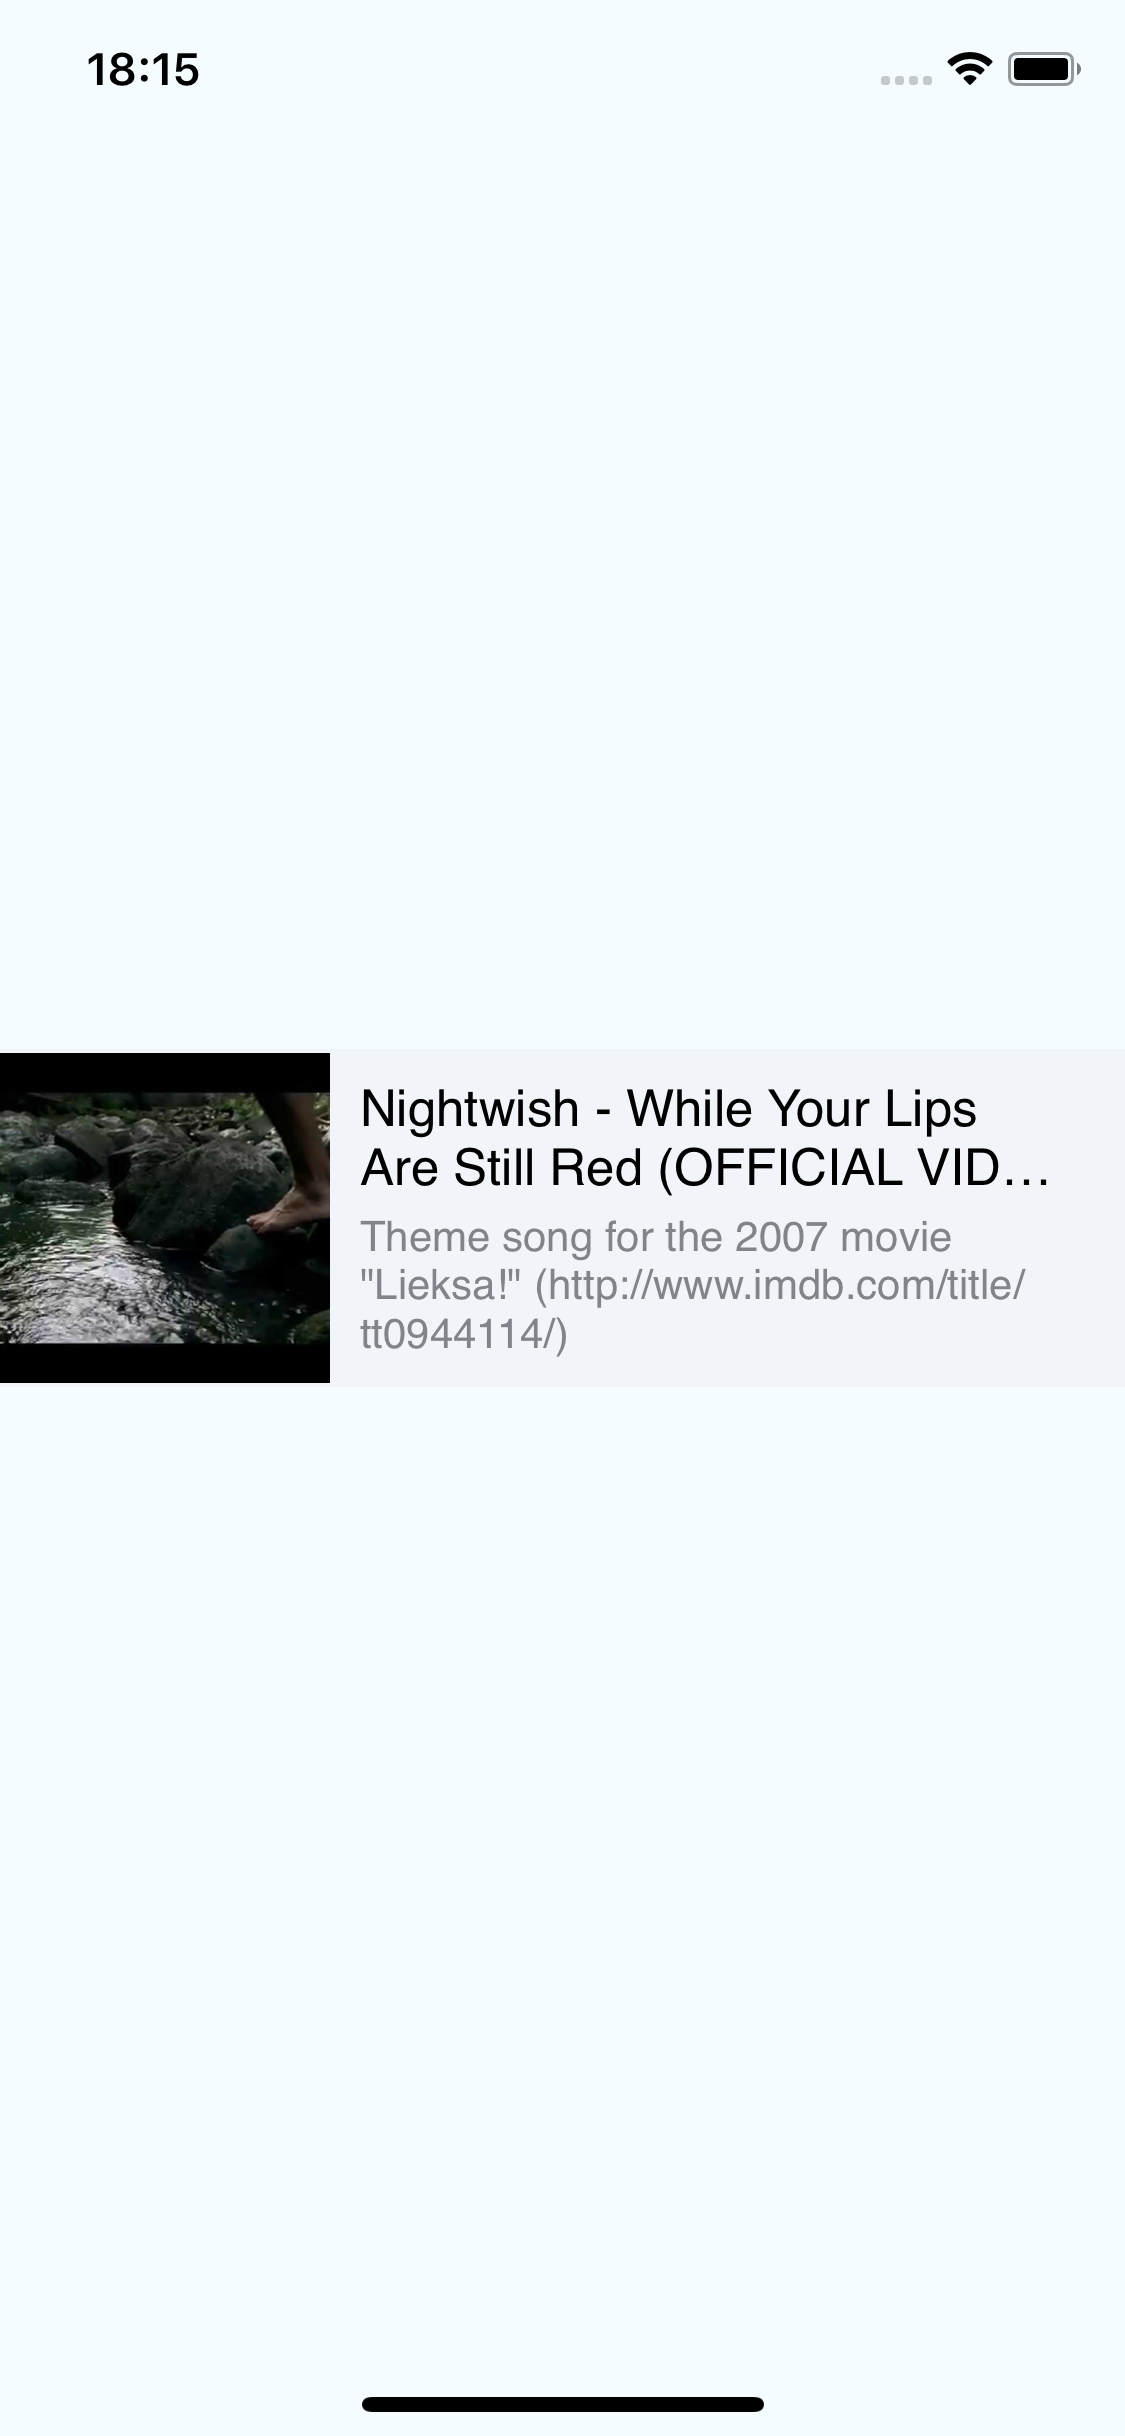 18:15
Nightwish - While Your Lips
Are Still Red (OFFICIAL VID…
Theme song for the 2007 movie
"Lieksa!" (http://www.imdb.com/title/
tt0944114/)